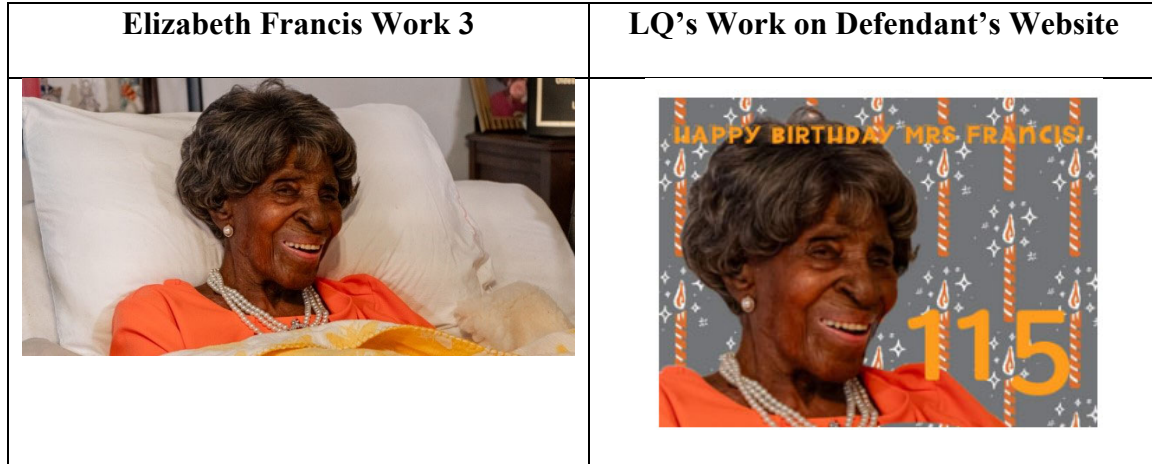 Elizabeth Francis Work 3
LQ’s Work on Defendant’s Website
HAPPY BIRTHDAY MRS FRANCIS!
115